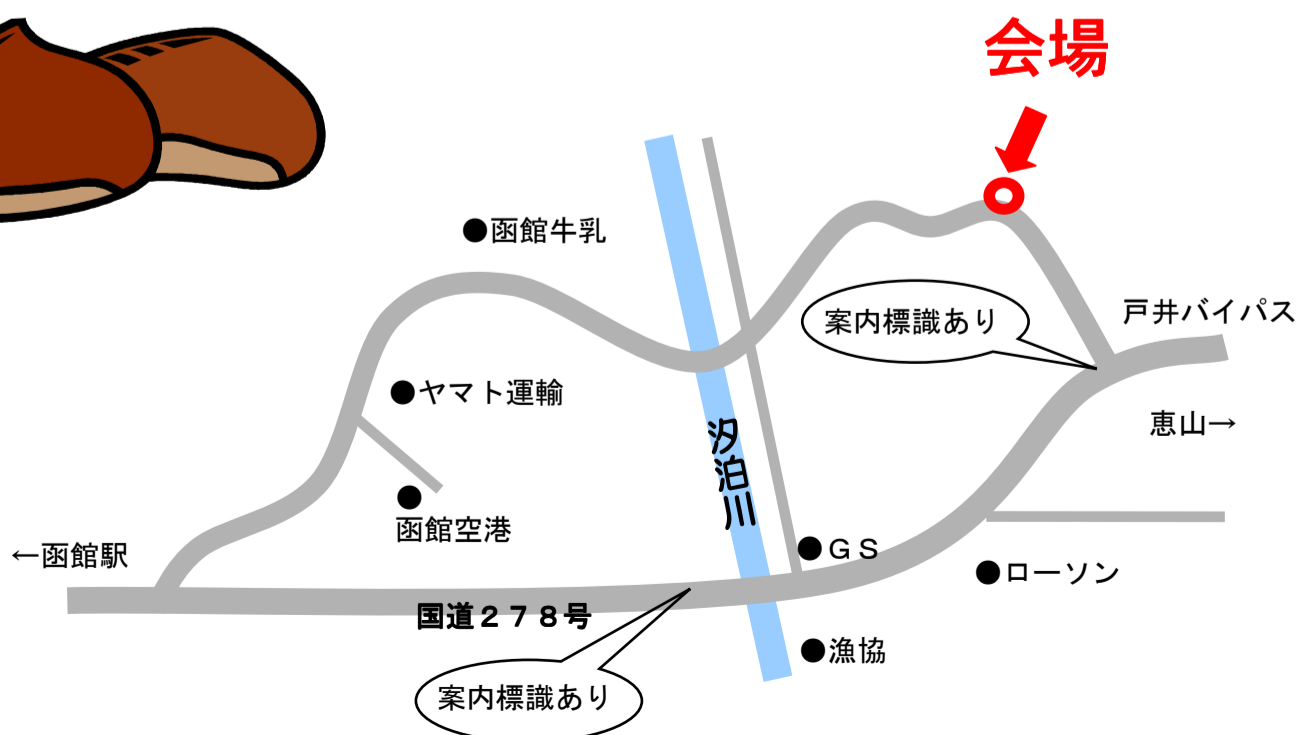 会場
●函館牛乳
案内標識あり
戸井バイパス
●ヤマト運輸
恵山→
汐泊川
●
函館空港
←函館駅
●ＧＳ
●ローソン
国道２７８号
●漁協
案内標識あり